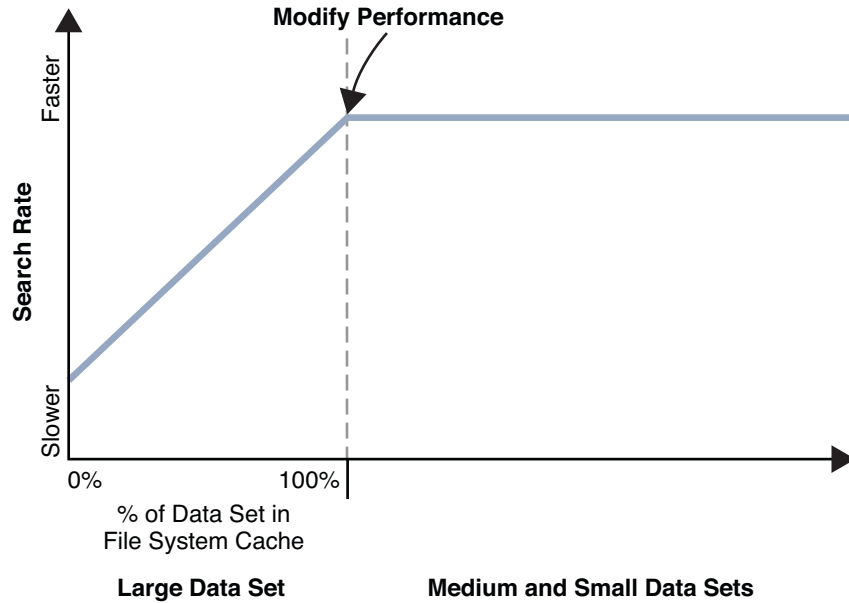 Modify Performance
Faster
Search Rate
Slower
0%
100%
% of Data Set in
File System Cache
Large Data Set
Medium and Small Data Sets